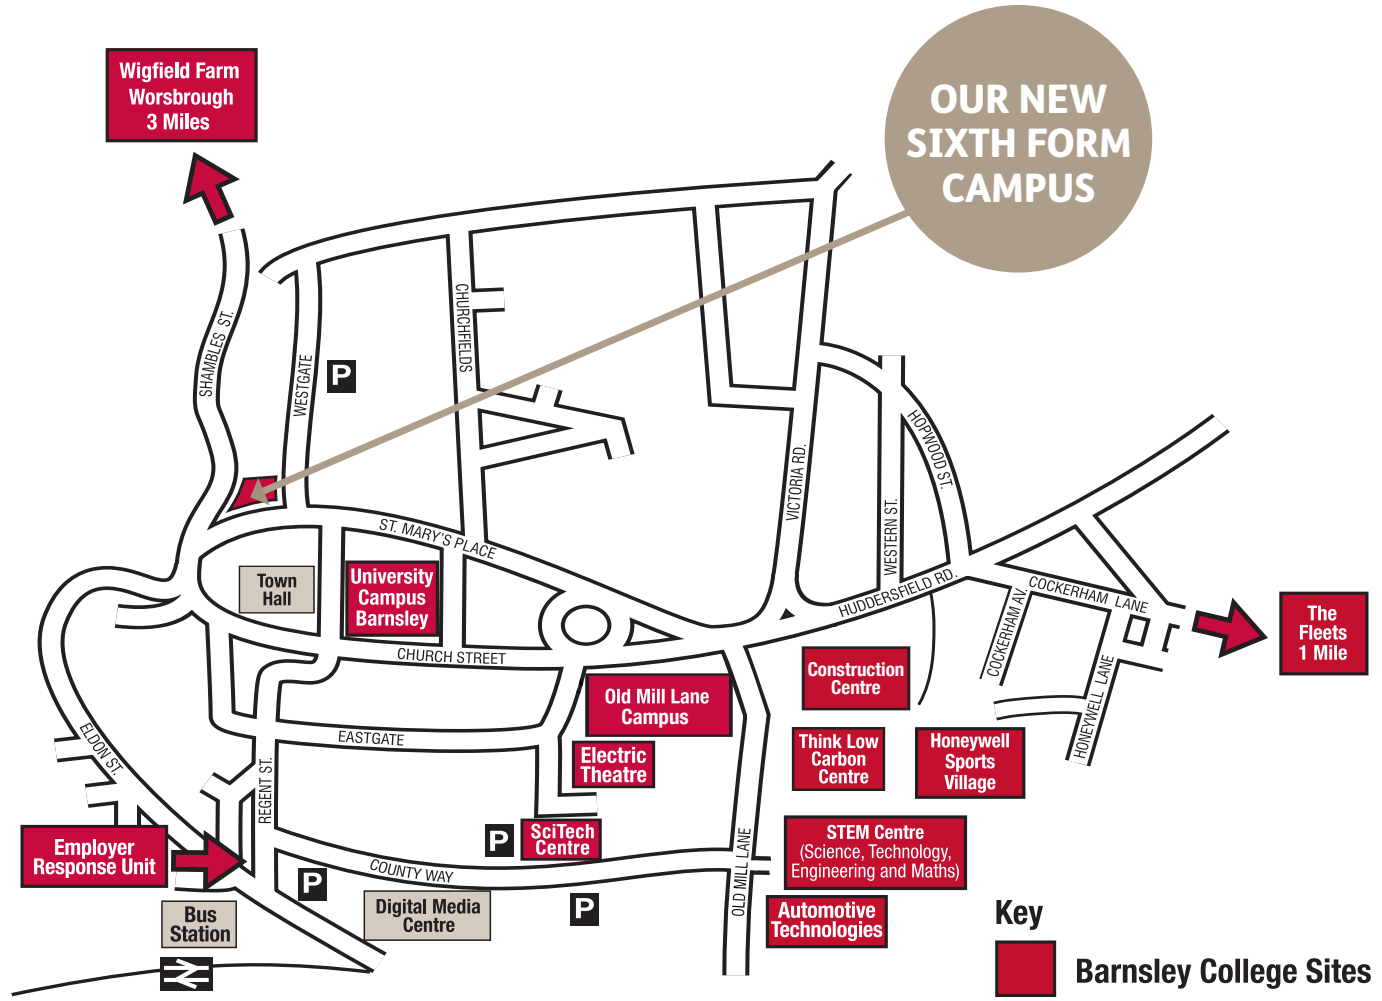 OUR NEW
SIXTH FORM
CAMPUS
Wigfield Farm
Worsbrough
3 Miles
SHAMBLES ST.
WESTGATE
P
CHURCHFIELDS
VICTORIA RD.
WESTERN ST.
HOPWOOD ST.
ST. MARY'S PLACE
Town
Hall
University
Campus
Barnsley
CHURCH STREET
HUDDERSFIELD RD.
COCKERHAM AV.
COCKERHAM LANE
HONEYWELL LANE
The
Fleets
1 Mile
Construction
Centre
Old Mill Lane
Campus
Electric
Theatre
Think Low
Carbon
Centre
Honeywell
Sports
Village
ELDON ST.
EASTGATE
REGENT ST.
Employer
Response Unit
P
SciTech
Centre
COUNTY WAY
OLD MILL LANE
STEM Centre
(Science, Technology,
Engineering and Maths)
P
P
Bus
Station
Digital Media
Centre
Automotive
Technologies
Key
Barnsley College Sites